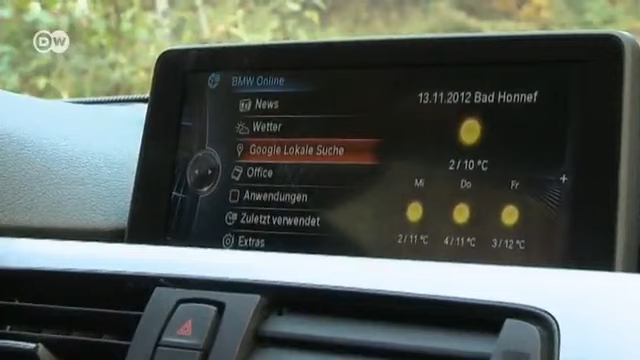 DW
BMW Online
News
Wetter
Google Lokale Suche
Office
Anwendungen
Zuletzt verwendet
Extras
13.11.2012 Bad Honnef
2/10 °C
Mi Do Fr
2/11 °C 4/11 °C 3/12 °C